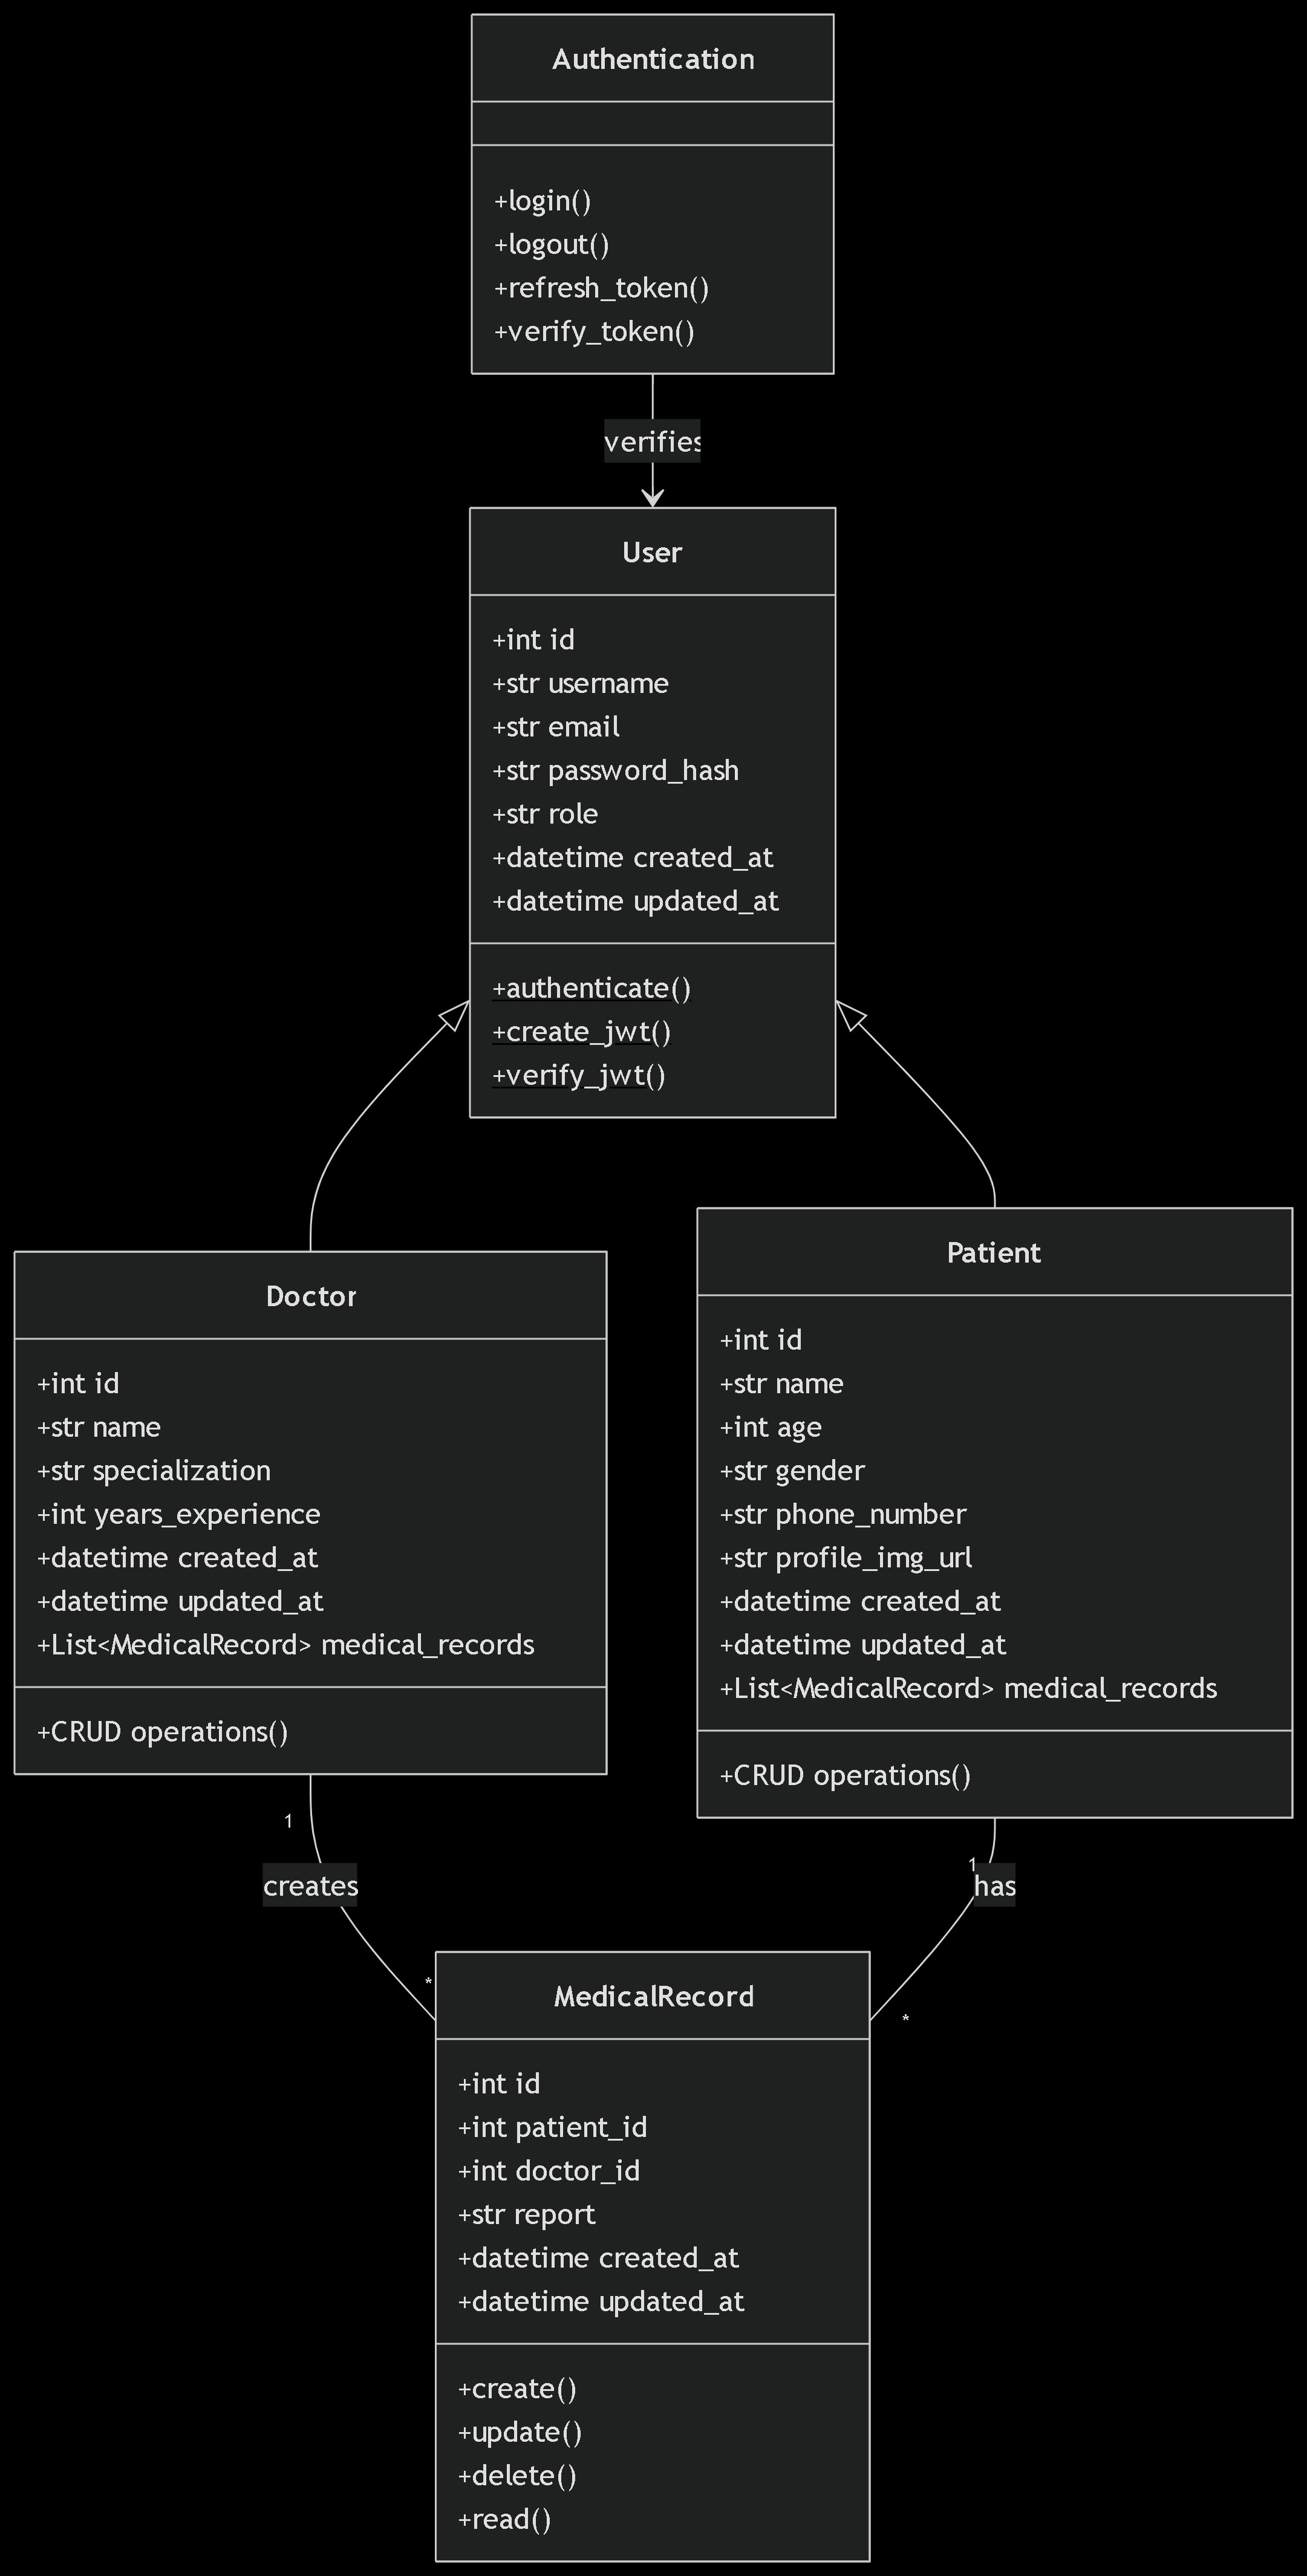 Authentication
+login()
+logout()
+refresh_token()
+verify_token()
verifies
User
+int id
+str username
+str email
+str password_hash
+str role
+datetime created_at
+datetime updated_at
+authenticate()
+create_jwt()
+verify_jwt()
Doctor
+int id
+str name
+str specialization
+int years_experience
+datetime created_at
+datetime updated_at
+List<MedicalRecord> medical_records
+CRUD operations()
Patient
+int id
+str name
+int age
+str gender
+str phone_number
+str profile_img_url
+datetime created_at
+datetime updated_at
+List<MedicalRecord> medical_records
+CRUD operations()
1
creates
*
1
has
*
MedicalRecord
+int id
+int patient_id
+int doctor_id
+str report
+datetime created_at
+datetime updated_at
+create()
+update()
+delete()
+read()